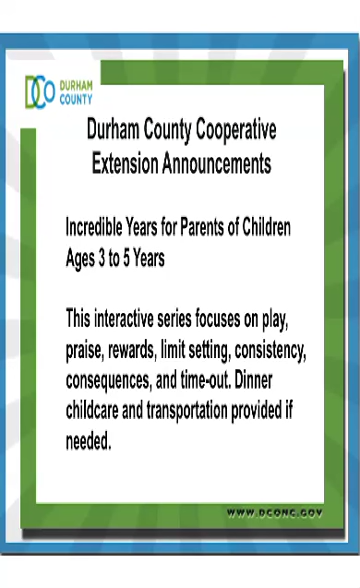 DCO DURHAM
COUNTY
Durham County Cooperative
Extension Announcements
Incredible Years for Parents of Children
Ages 3 to 5 Years
This interactive series focuses on play,
praise, rewards, limit setting, consistency,
consequences, and time-out. Dinner
childcare and transportation provided if
needed.
WWW.DCONC.GOV